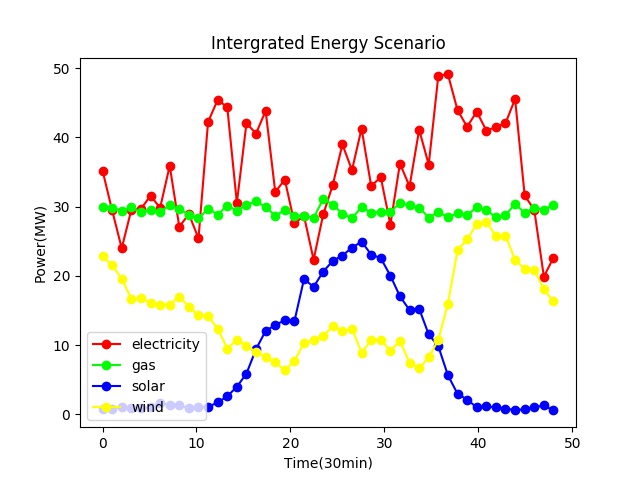 Intergrated Energy Scenario
Power(MW)
50
40
30
20
10
0
electricity
gas
solar
wind
0 10 20 30 40 50
Time(30min)